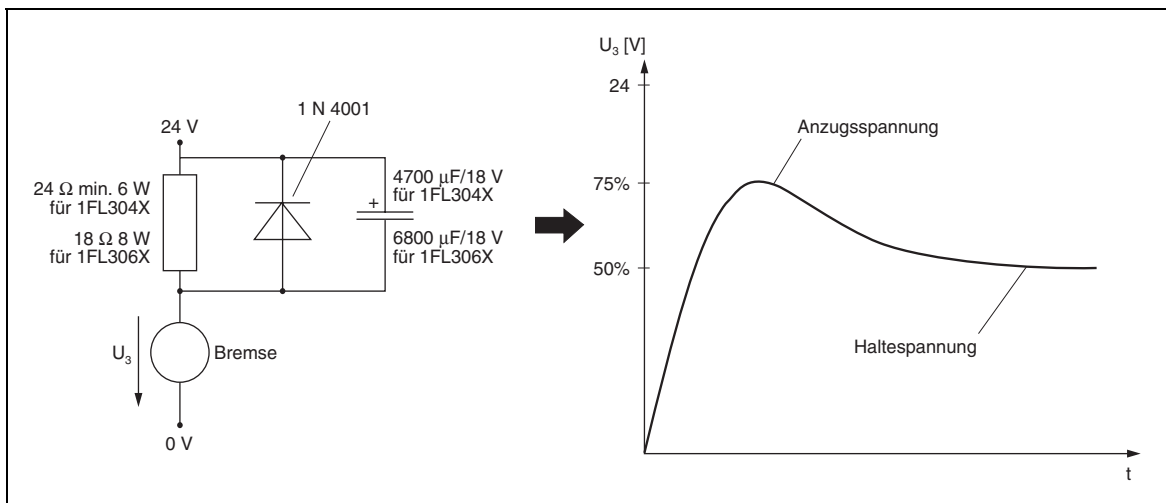 1 N 4001
24 V
24 Ω min. 6 W
für 1FL304X
18 Ω 8 W
für 1FL306X
+
4700 µF/18 V
für 1FL304X
6800 µF/18 V
für 1FL306X
U₃
Bremse
0 V
U₃ [V]
24
75%
50%
Anzugsspannung
Haltespannung
t